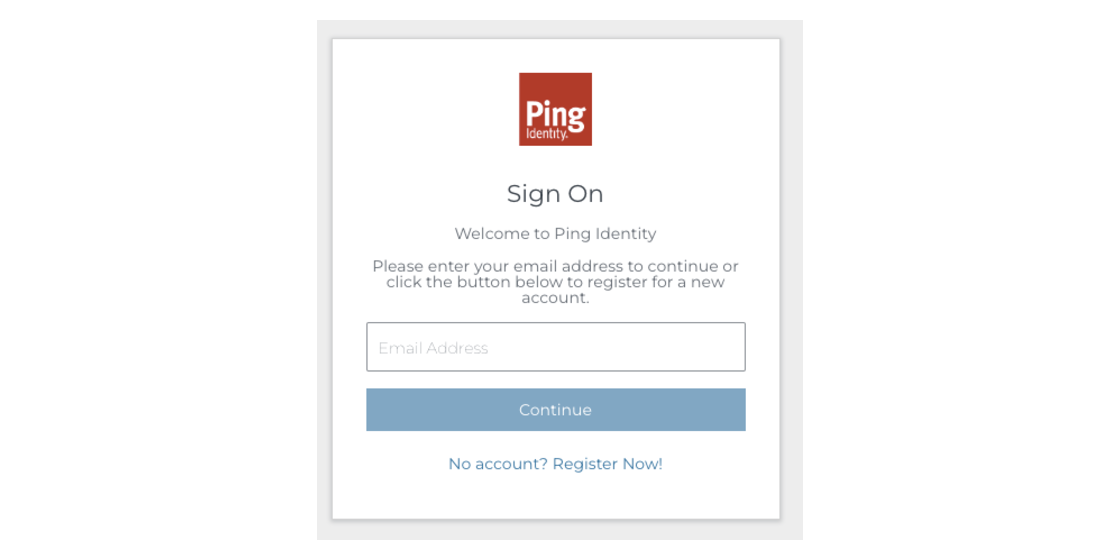 Ping
Identity.
Sign On
Welcome to Ping Identity
Please enter your email address to continue or
click the button below to register for a new
account.
Email Address
Continue
No account? Register Now!